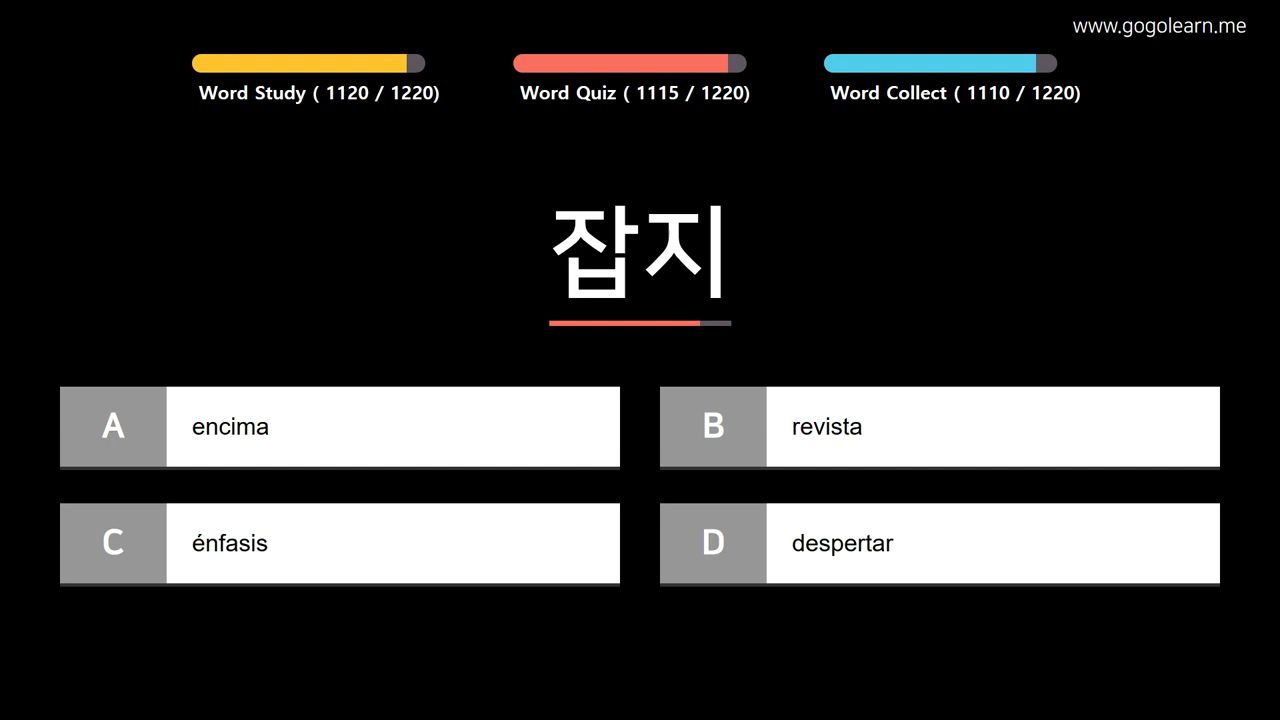 www.gogolearn.me
Word Study ( 1120 / 1220)
Word Quiz ( 1115 / 1220)
Word Collect ( 1110 / 1220)
잡지
A encima
B revista
C énfasis
D despertar